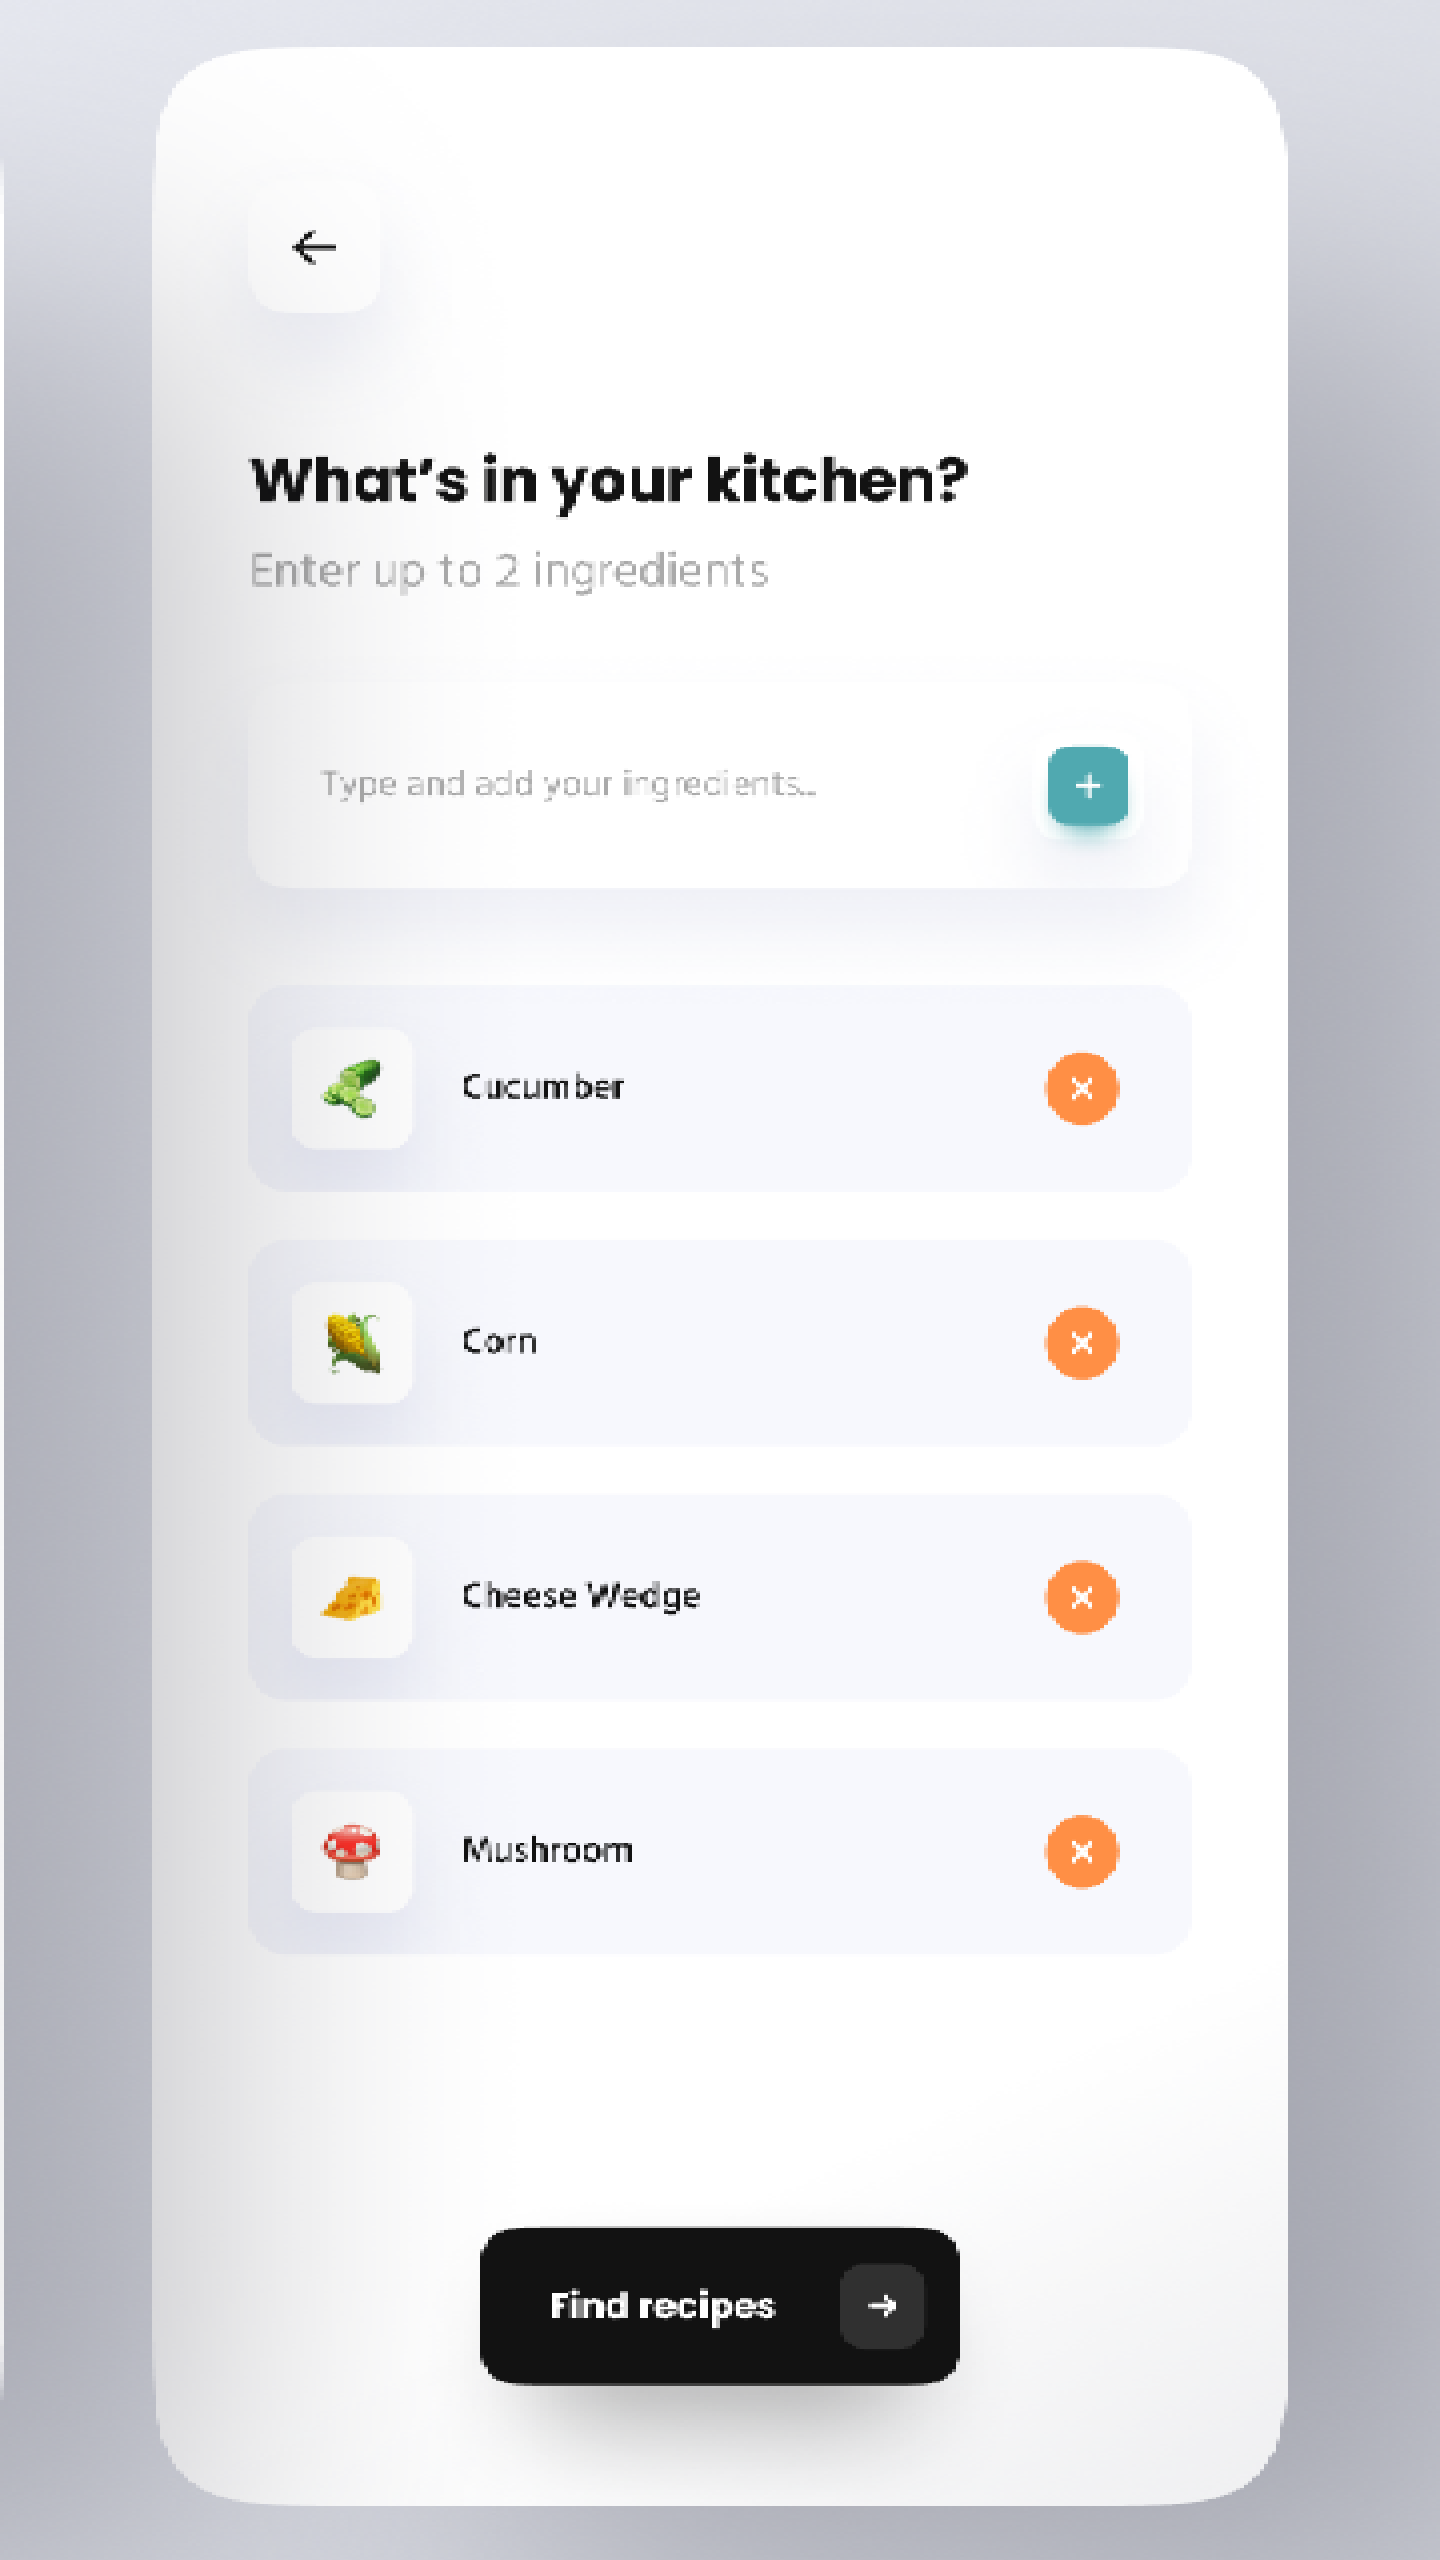 What's in your kitchen?
Enter up to 2 ingredients
Type and add your ingredients...
Cucumber
Corn
Cheese Wedge
Mushroom
Find recipes